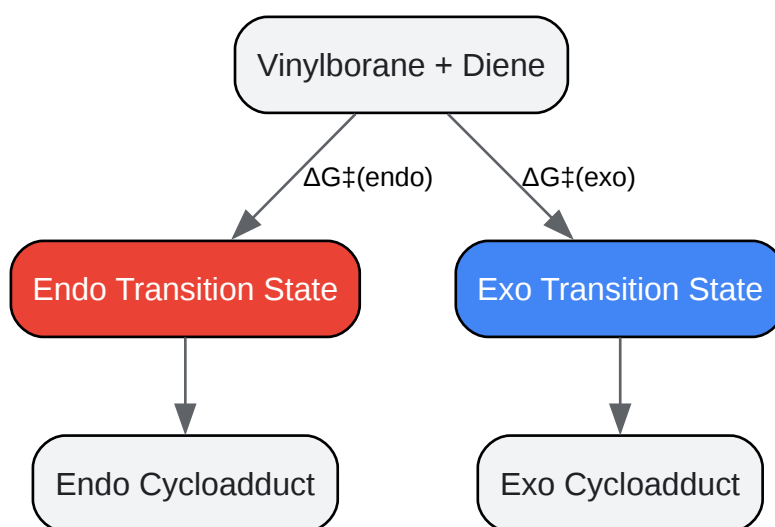 Vinylborane + Diene
ΔG‡(endo)
ΔG‡(exo)
Endo Transition State
Exo Transition State
Endo Cycloadduct
Exo Cycloadduct